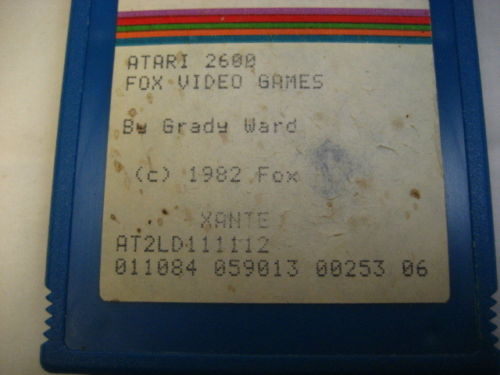 ATARI 2600
FOX VIDEO GAMES
By Grady Ward
(c) 1982 Fox
XANTE
AT2LD111112
011084 059013 00253 06